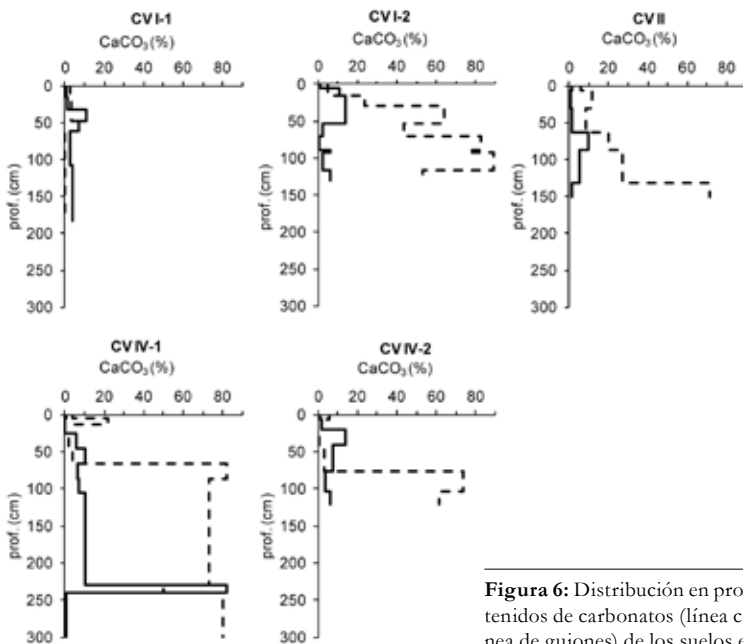 CV I-1
CaCO₃(%)
0 20 40 60 80
0
50
100
150
200
250
300
prof. (cm)
CV I-2
CaCO₃(%)
0 20 40 60 80
0
50
100
150
200
250
300
prof. (cm)
CV II
CaCO₃(%)
0 20 40 60 80
0
50
100
150
200
250
300
prof. (cm)
CV IV-1
CaCO₃(%)
0 20 40 60 80
0
50
100
150
200
250
300
prof. (cm)
CV IV-2
CaCO₃(%)
0 20 40 60 80
0
50
100
150
200
250
300
prof. (cm)
Figura 6: Distribución en pro
tenidos de carbonatos (línea c
nea de guiones) de los suelos e